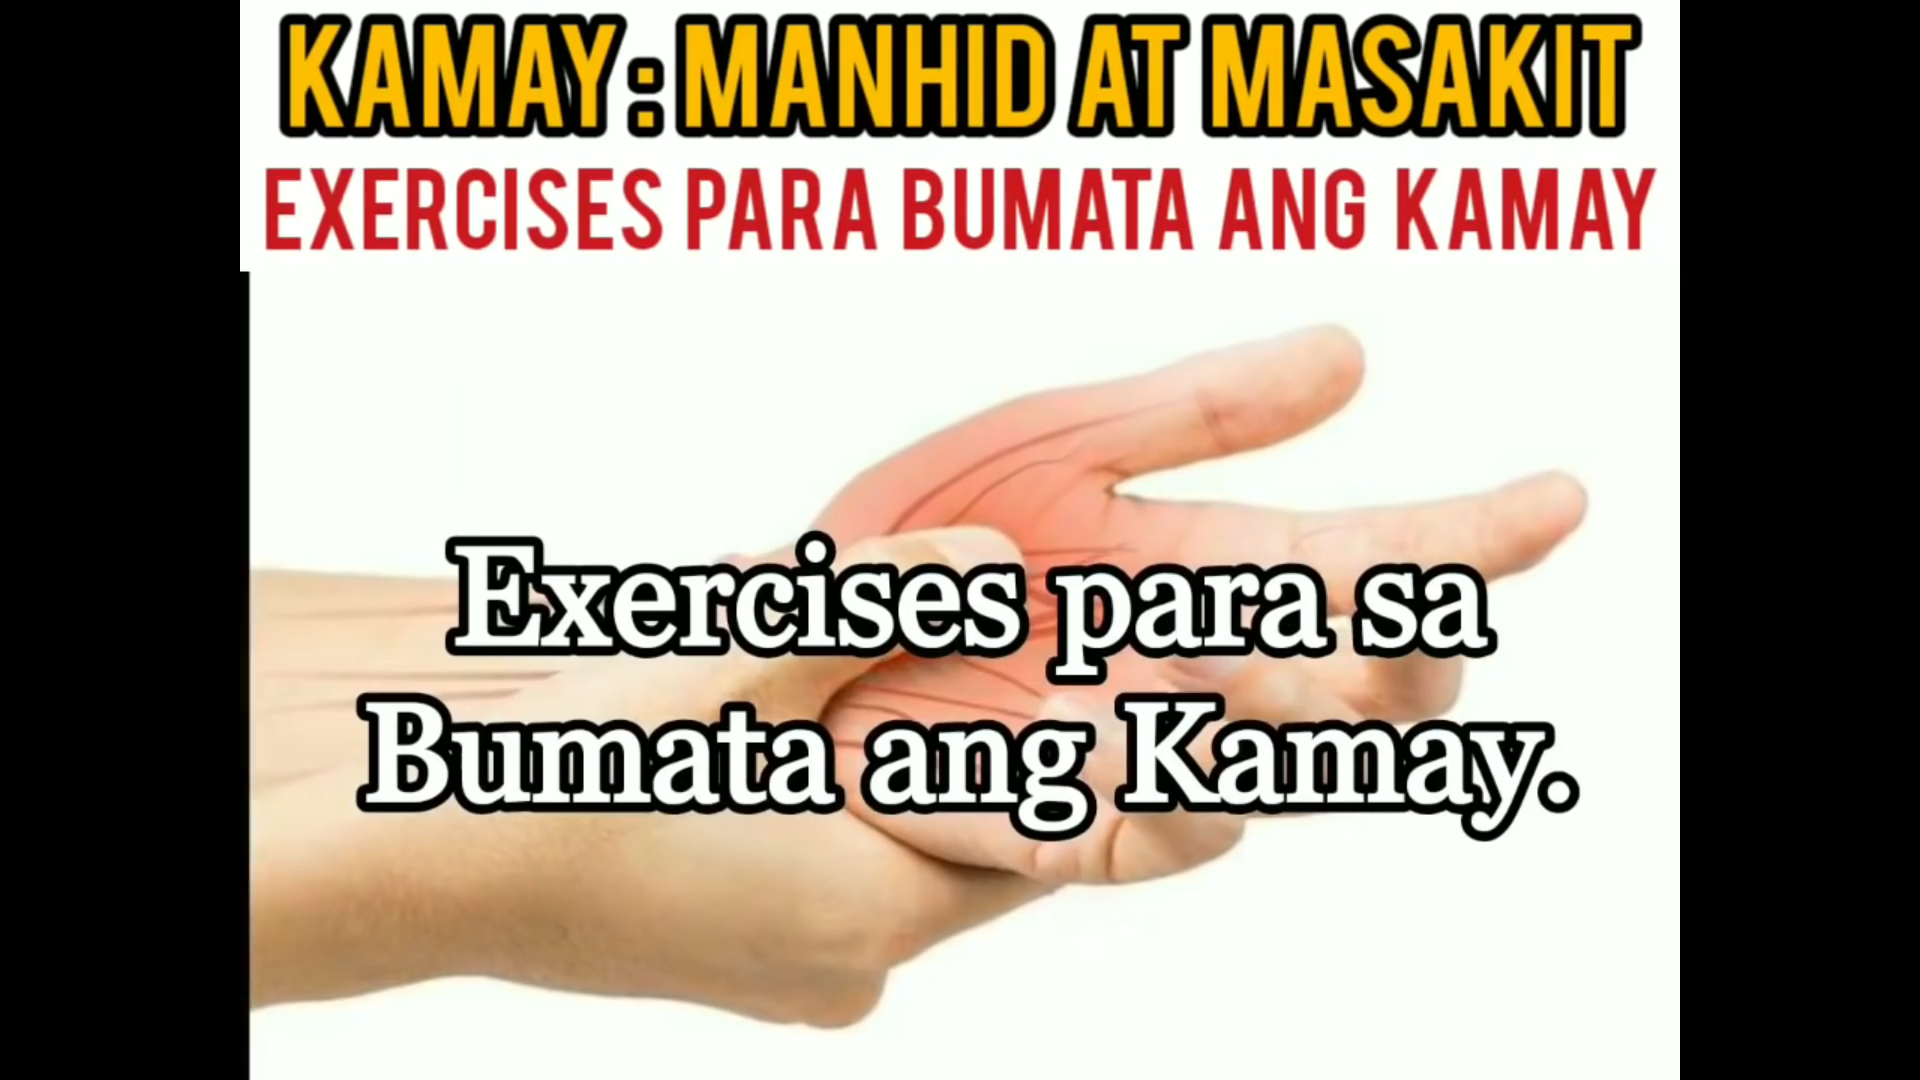 KAMAY: MANHID AT MASAKIT
EXERCISES PARA BUMATA ANG KAMAY
Exercises para sa
Bumata ang Kamay.